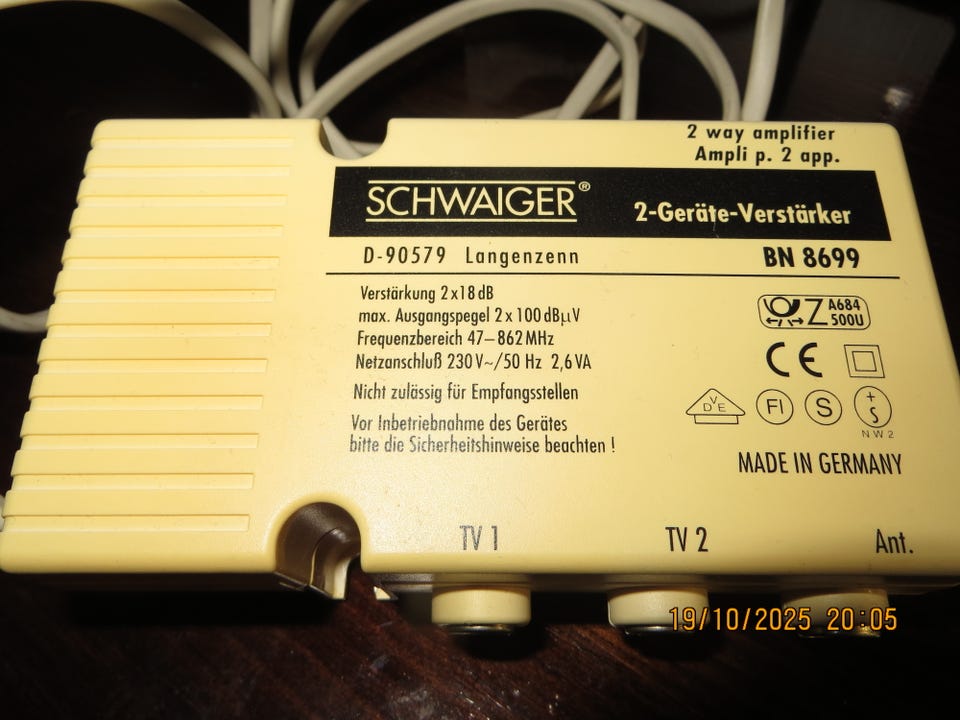 2 way amplifier
Ampli p. 2 app.
SCHWAIGER®
2-Geräte-Verstärker
D-90579 Langenzenn
BN 8699
Verstärkung 2x18 dB
max. Ausgangspegel 2 x 100 dBµV
Frequenzbereich 47–862 MHz
Netzanschluß 230 V~/50 Hz 2,6 VA
Nicht zulässig für Empfangsstellen
Vor Inbetriebnahme des Gerätes
bitte die Sicherheitshinweise beachten !
Z A684
500U
CE
VDE FI S +S
N W 2
MADE IN GERMANY
TV 1 TV 2 Ant.
19/10/2025 20:05